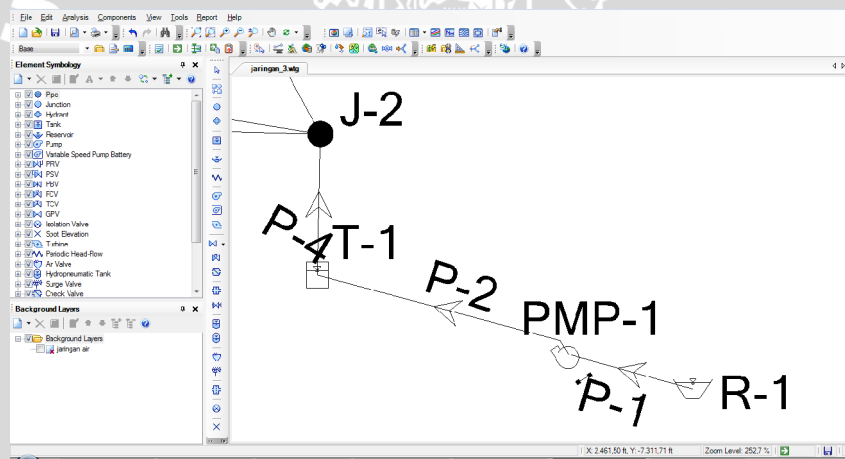 File Edit Analysis Components View Tools Report Help
Base
Element Symbology
jaringan_3.wtg
Pipe
Junction
Hydrant
Tank
Reservoir
Pump
Variable Speed Pump Battery
PRV
PSV
PBV
FCV
TCV
GPV
Isolation Valve
Spot Elevation
Turbine
Periodic Head-Flow
Air Valve
Hydropneumatic Tank
Surge Valve
Check Valve
Background Layers
Background Layers
jaringan air
J-2
P-4
T-1
P-2
PMP-1
P-1
R-1
X: 2.461,50 ft, Y: -7.311,71 ft
Zoom Level: 252,7 %